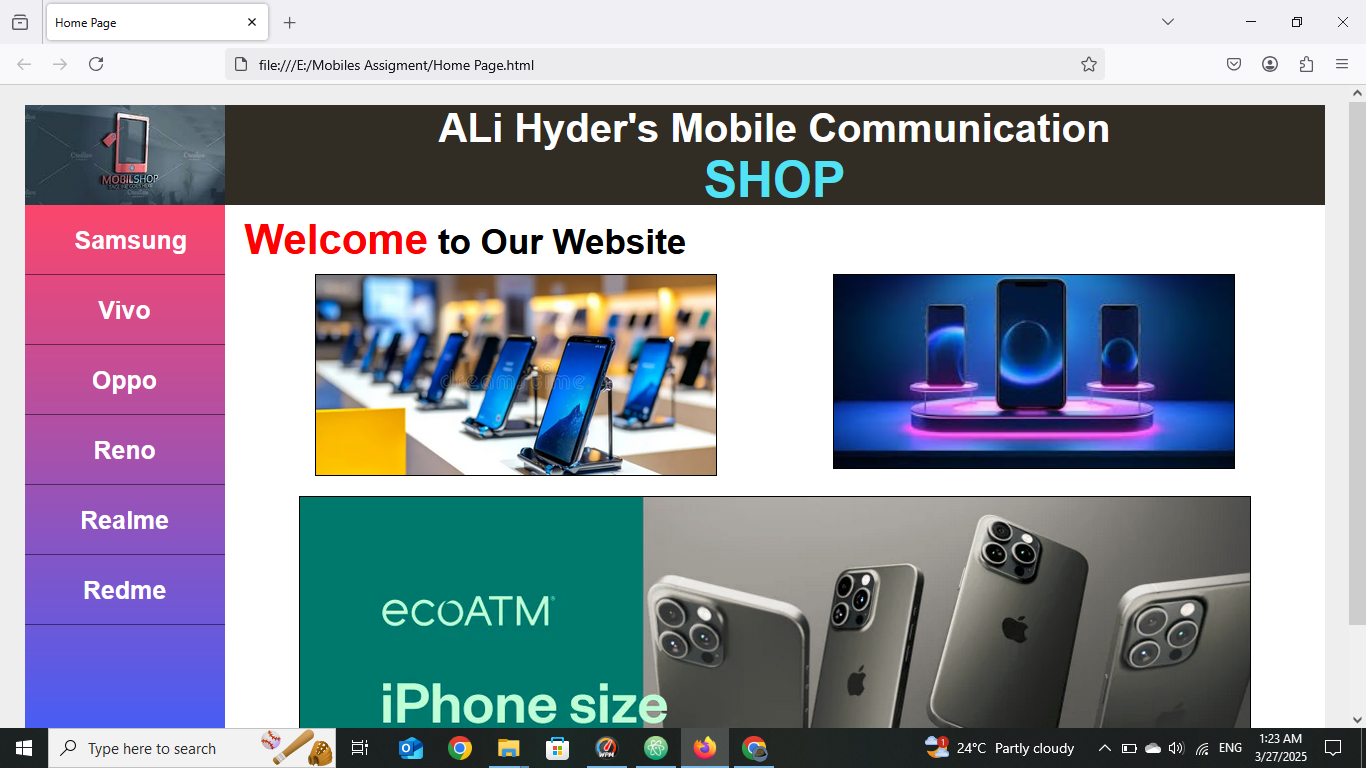 Home Page
file:///E:/Mobiles Assigment/Home Page.html
MOBILSHOP
ALi Hyder's Mobile Communication
SHOP
Samsung
Vivo
Oppo
Reno
Realme
Redme
Welcome to Our Website
dreamstime
ecoATM
iPhone size
Type here to search
WPM
1
24°C Partly cloudy
ENG
1:23 AM
3/27/2025